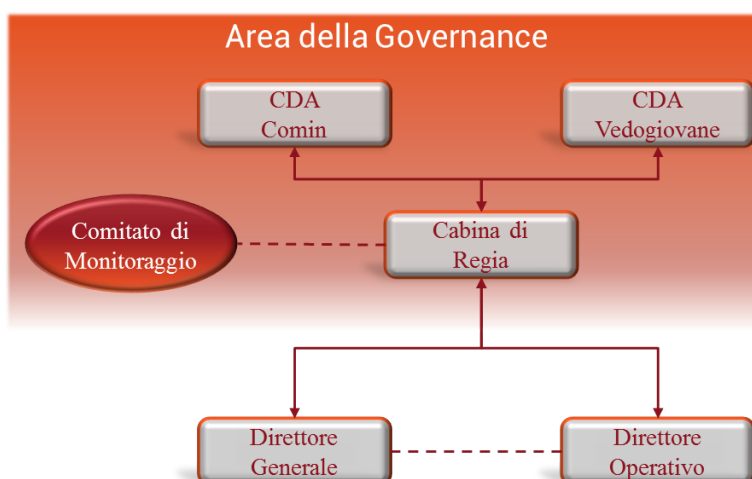 Area della Governance
CDA
Comin
CDA
Vedogiovane
Comitato di
Monitoraggio
Cabina di
Regia
Direttore
Generale
Direttore
Operativo